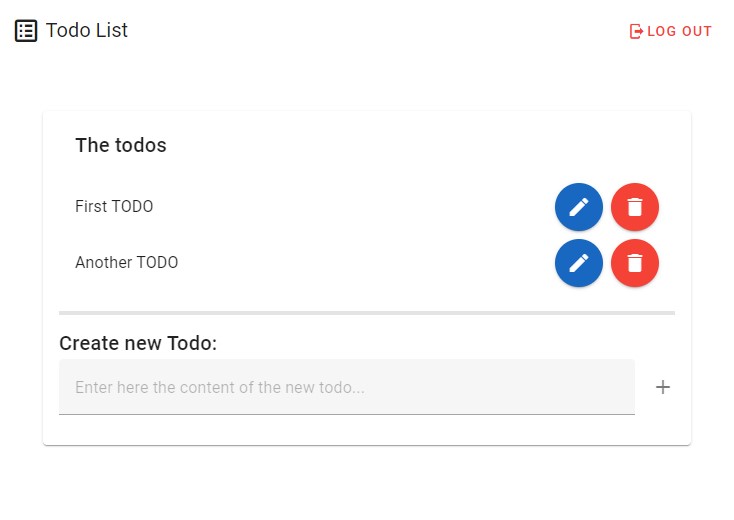 Todo List
LOG OUT
The todos
First TODO
Another TODO
Create new Todo:
Enter here the content of the new todo...